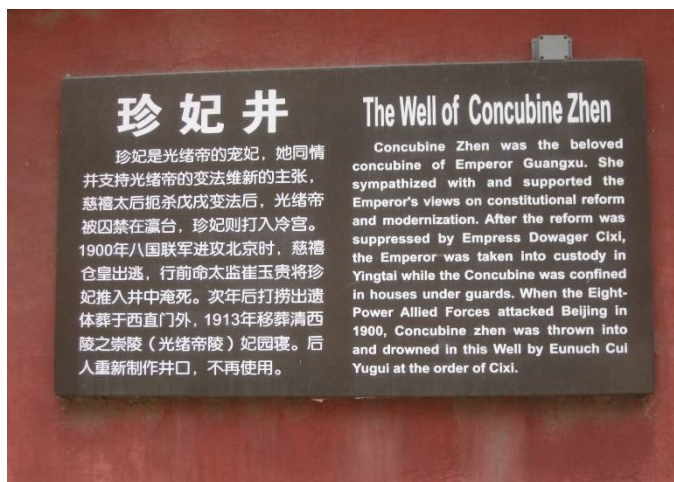 珍妃井
珍妃是光绪帝的宠妃，她同情
并支持光绪帝的变法维新的主张，
慈禧太后扼杀戊戌变法后，光绪帝
被囚禁在瀛台，珍妃则打入冷宫。
1900年八国联军进攻北京时，慈禧
仓皇出逃，行前命太监崔玉贵将珍
妃推入井中淹死。次年后打捞出遗
体葬于西直门外，1913年移葬清西
陵之崇陵（光绪帝陵）妃园寝。后
人重新制作井口，不再使用。
The Well of Concubine Zhen
Concubine Zhen was the beloved
concubine of Emperor Guangxu. She
sympathized with and supported the
Emperor's views on constitutional reform
and modernization. After the reform was
suppressed by Empress Dowager Cixi,
the Emperor was taken into custody in
Yingtai while the Concubine was confined
in houses under guards. When the Eight-
Power Allied Forces attacked Beijing in
1900, Concubine zhen was thrown into
and drowned in this Well by Eunuch Cui
Yugui at the order of Cixi.